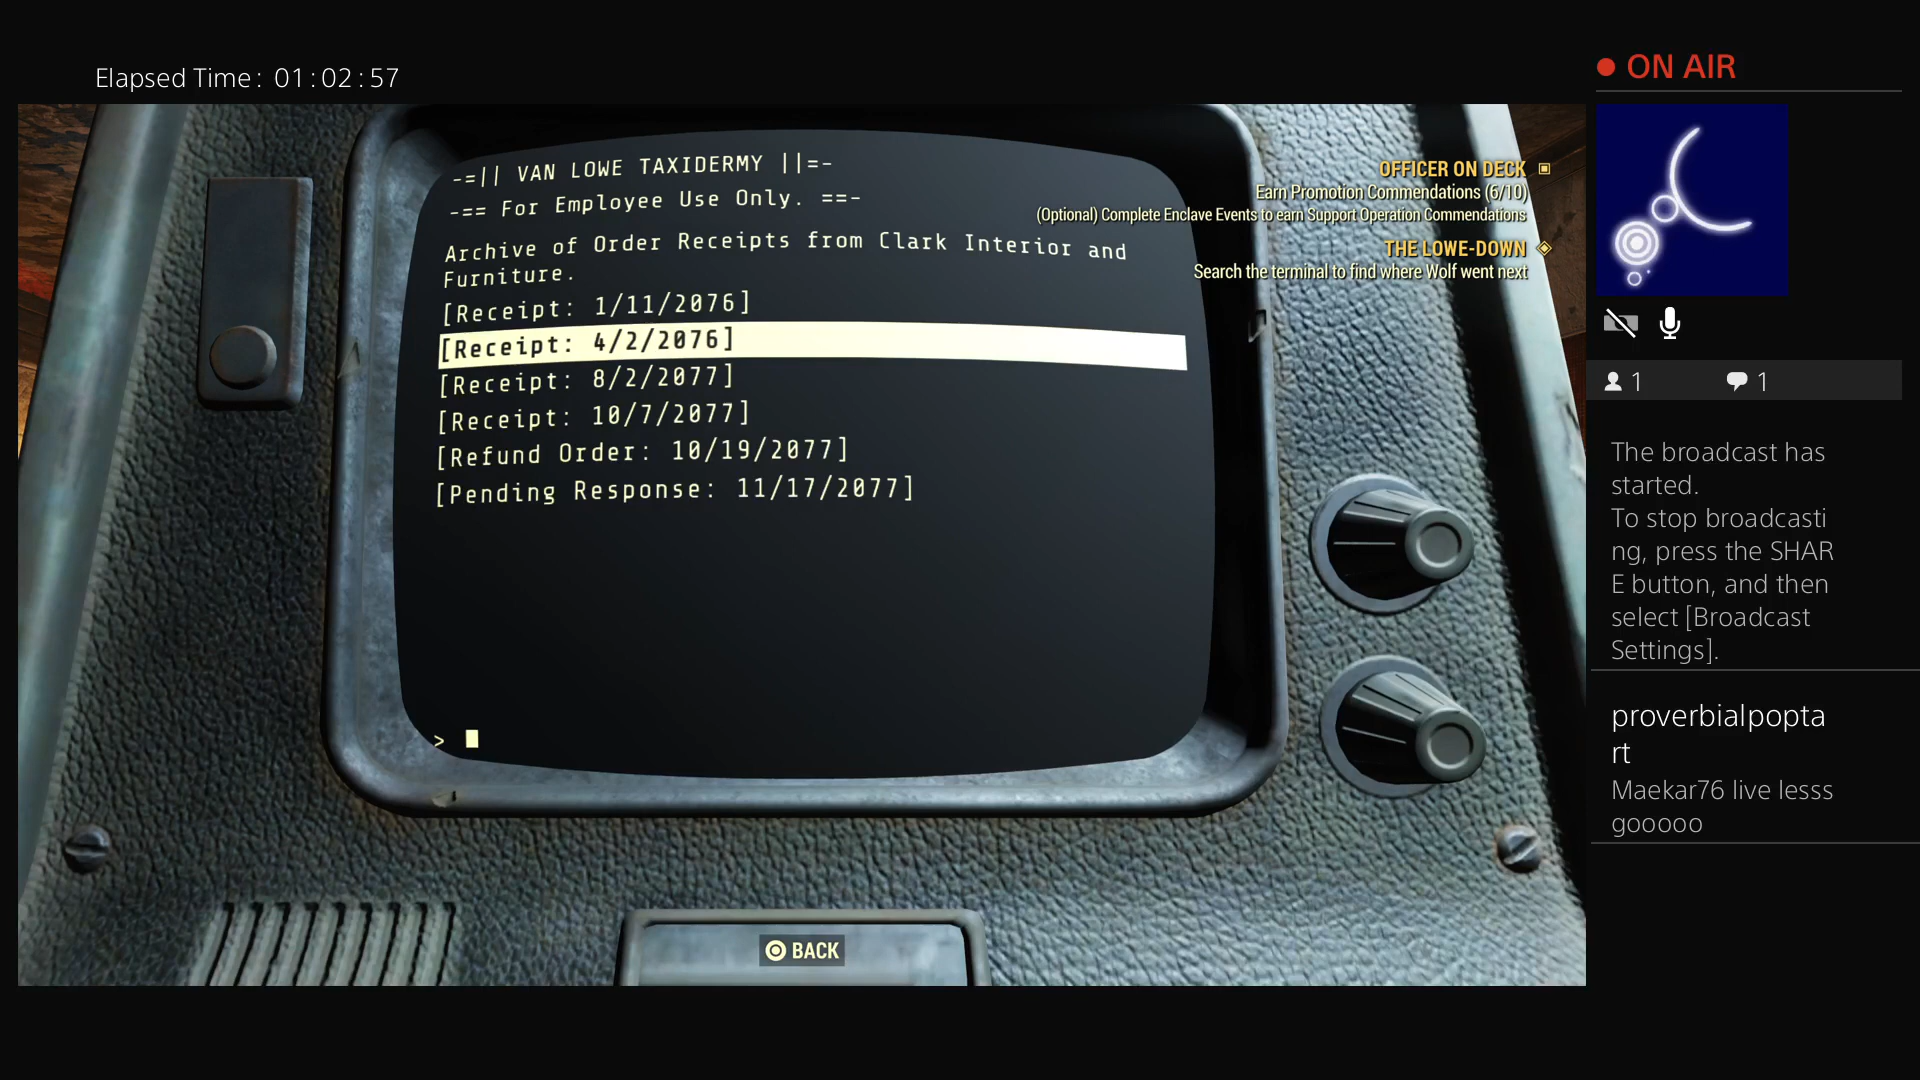 Elapsed Time: 01:02:57
-=|| VAN LOWE TAXIDERMY ||=-
-== For Employee Use Only. ==-
Archive of Order Receipts from Clark Interior and
Furniture.
[Receipt: 1/11/2076]
[Receipt: 4/2/2076]
[Receipt: 8/2/2077]
[Receipt: 10/7/2077]
[Refund Order: 10/19/2077]
[Pending Response: 11/17/2077]
>
OFFICER ON DECK
Earn Promotion Commendations (6/10)
(Optional) Complete Enclave Events to earn Support Operation Commendations
THE LOWE-DOWN
Search the terminal to find where Wolf went next
BACK
ON AIR
1 1
The broadcast has
started.
To stop broadcasti
ng, press the SHAR
E button, and then
select [Broadcast
Settings].
proverbialpopta
rt
Maekar76 live lesss
gooooo